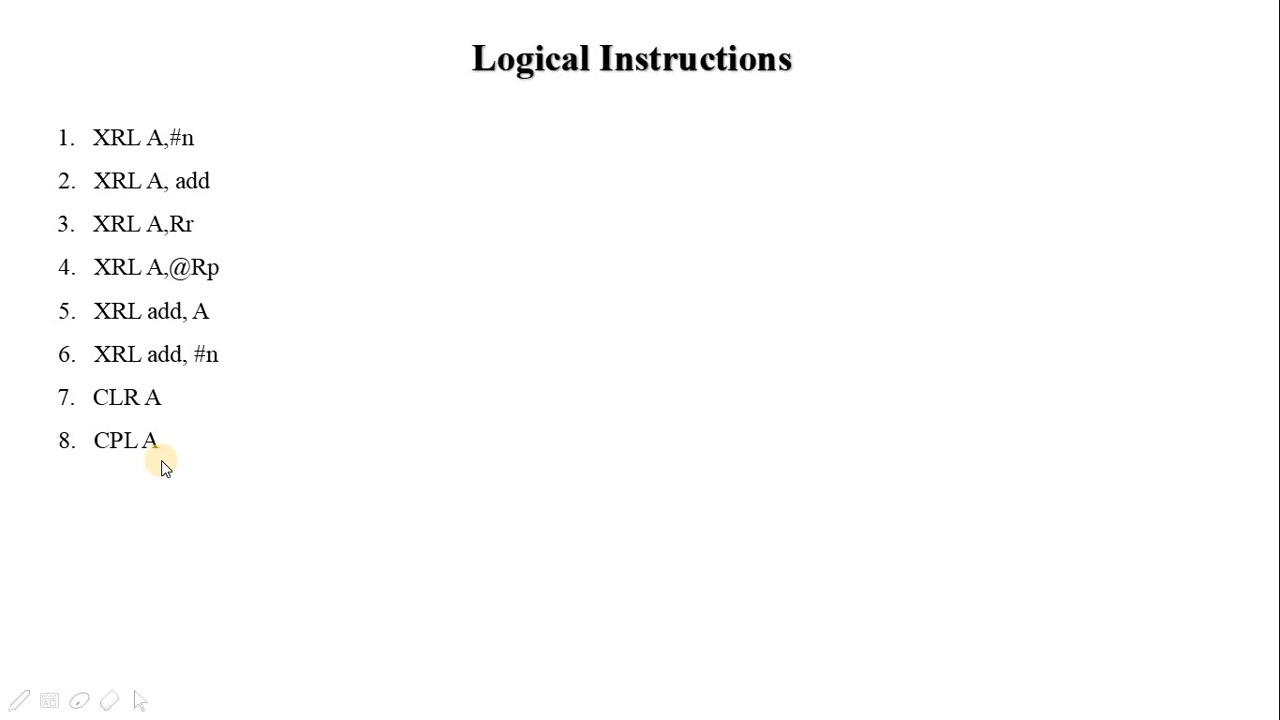 Logical Instructions
1. XRL A,#n
2. XRL A, add
3. XRL A,Rr
4. XRL A,@Rp
5. XRL add, A
6. XRL add, #n
7. CLR A
8. CPL A